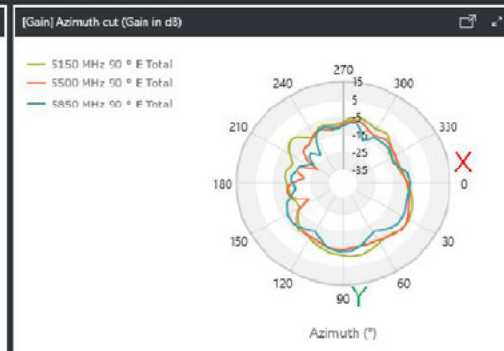 [Gain] Azimuth cut (Gain in dB)
5150 MHz 90 ° E Total
5500 MHz 90 ° E Total
5850 MHz 90 ° E Total
270
240
300
15
5
-5
-15
-25
-35
210
330
X
180
0
150
30
120
60
90
Y
Azimuth (°)